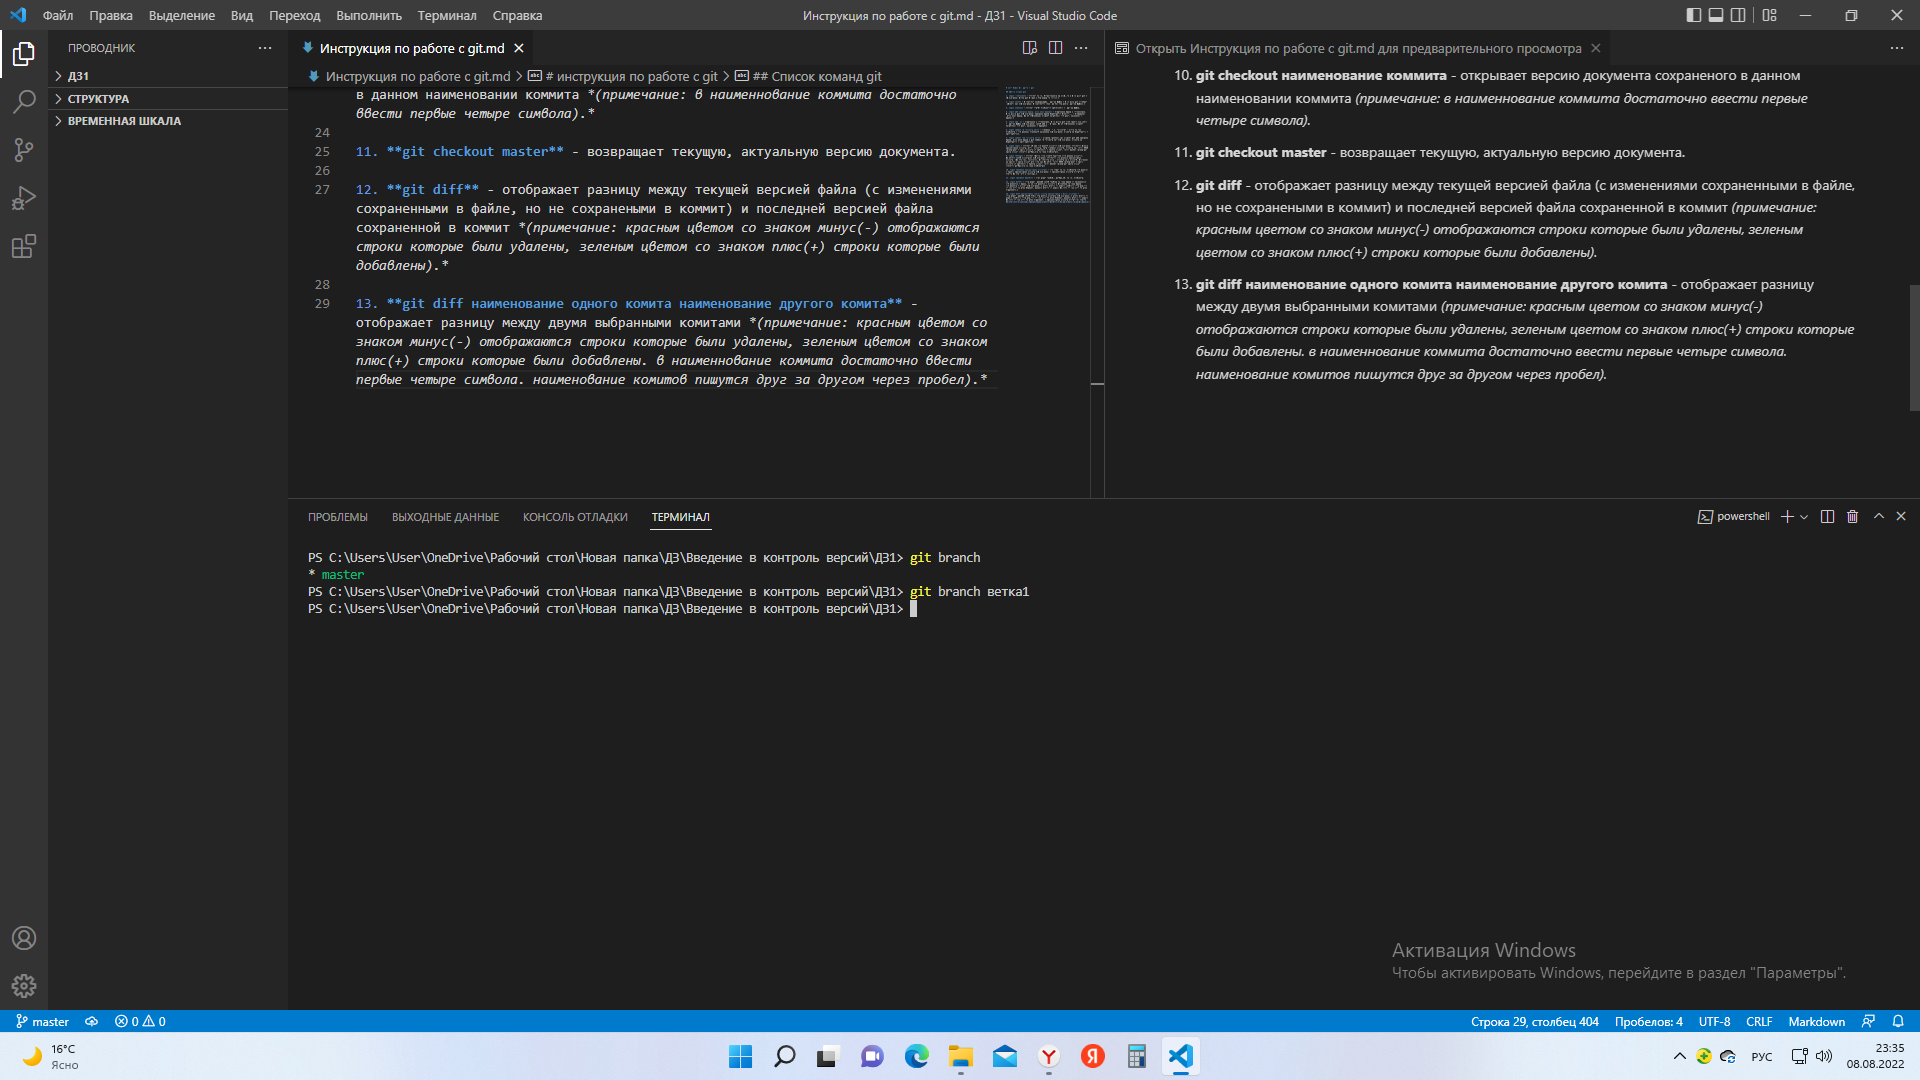 Файл Правка Выделение Вид Переход Выполнить Терминал Справка
Инструкция по работе с git.md - ДЗ1 - Visual Studio Code
ПРОВОДНИК
ДЗ1
СТРУКТУРА
ВРЕМЕННАЯ ШКАЛА
Инструкция по работе с git.md
Инструкция по работе с git.md > # инструкция по работе с git > ## Список команд git
в данном наименовании коммита *(примечание: в наименнование коммита достаточно
ввести первые четыре символа).*
24
25 11. **git checkout master** - возвращает текущую, актуальную версию документа.
26
27 12. **git diff** - отображает разницу между текущей версией файла (с изменениями
сохраненными в файле, но не сохранеными в коммит) и последней версией файла
сохраненной в коммит *(примечание: красным цветом со знаком минус(-) отображаются
строки которые были удалены, зеленым цветом со знаком плюс(+) строки которые были
добавлены).*
28
29 13. **git diff наименование одного комита наименование другого комита** -
отображает разницу между двумя выбранными комитами *(примечание: красным цветом со
знаком минус(-) отображаются строки которые были удалены, зеленым цветом со знаком
плюс(+) строки которые были добавлены. в наименнование коммита достаточно ввести
первые четыре символа. наименование комитов пишутся друг за другом через пробел).*
Открыть Инструкция по работе с git.md для предварительного просмотра
10. git checkout наименование коммита - открывает версию документа сохраненого в данном
наименовании коммита (примечание: в наименнование коммита достаточно ввести первые
четыре символа).
11. git checkout master - возвращает текущую, актуальную версию документа.
12. git diff - отображает разницу между текущей версией файла (с изменениями сохраненными в файле,
но не сохранеными в коммит) и последней версией файла сохраненной в коммит (примечание:
красным цветом со знаком минус(-) отображаются строки которые были удалены, зеленым
цветом со знаком плюс(+) строки которые были добавлены).
13. git diff наименование одного комита наименование другого комита - отображает разницу
между двумя выбранными комитами (примечание: красным цветом со знаком минус(-)
отображаются строки которые были удалены, зеленым цветом со знаком плюс(+) строки которые
были добавлены. в наименнование коммита достаточно ввести первые четыре символа.
наименование комитов пишутся друг за другом через пробел).
ПРОБЛЕМЫ ВЫХОДНЫЕ ДАННЫЕ КОНСОЛЬ ОТЛАДКИ ТЕРМИНАЛ
powershell
PS C:\Users\User\OneDrive\Рабочий стол\Новая папка\ДЗ\Введение в контроль версий\ДЗ1> git branch
* master
PS C:\Users\User\OneDrive\Рабочий стол\Новая папка\ДЗ\Введение в контроль версий\ДЗ1> git branch ветка1
PS C:\Users\User\OneDrive\Рабочий стол\Новая папка\ДЗ\Введение в контроль версий\ДЗ1>
Активация Windows
Чтобы активировать Windows, перейдите в раздел "Параметры".
master 0 0
Строка 29, столбец 404 Пробелов: 4 UTF-8 CRLF Markdown
16°C
Ясно
РУС
23:35
08.08.2022